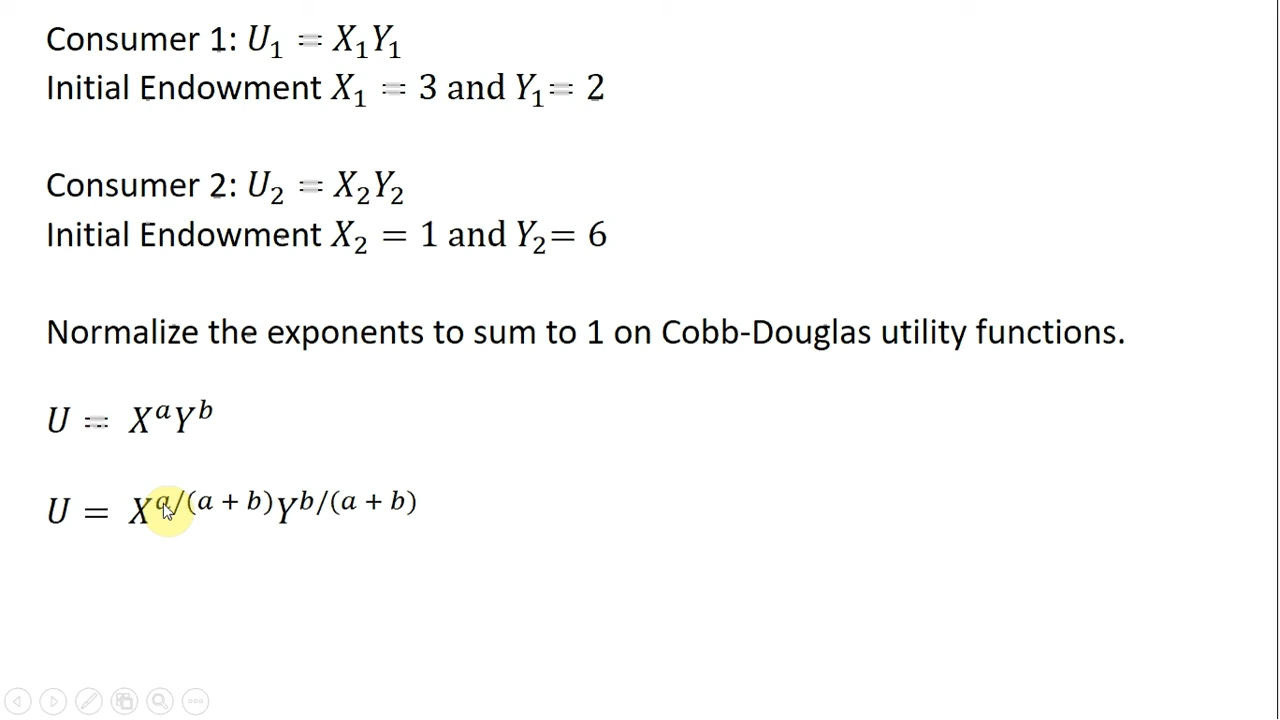 Consumer 1: U₁ = X₁Y₁
Initial Endowment X₁ = 3 and Y₁= 2
Consumer 2: U₂ = X₂Y₂
Initial Endowment X₂ = 1 and Y₂= 6
Normalize the exponents to sum to 1 on Cobb-Douglas utility functions.
U = XᵃYᵇ
U = X^{a/(a + b)}Y^{b/(a + b)}